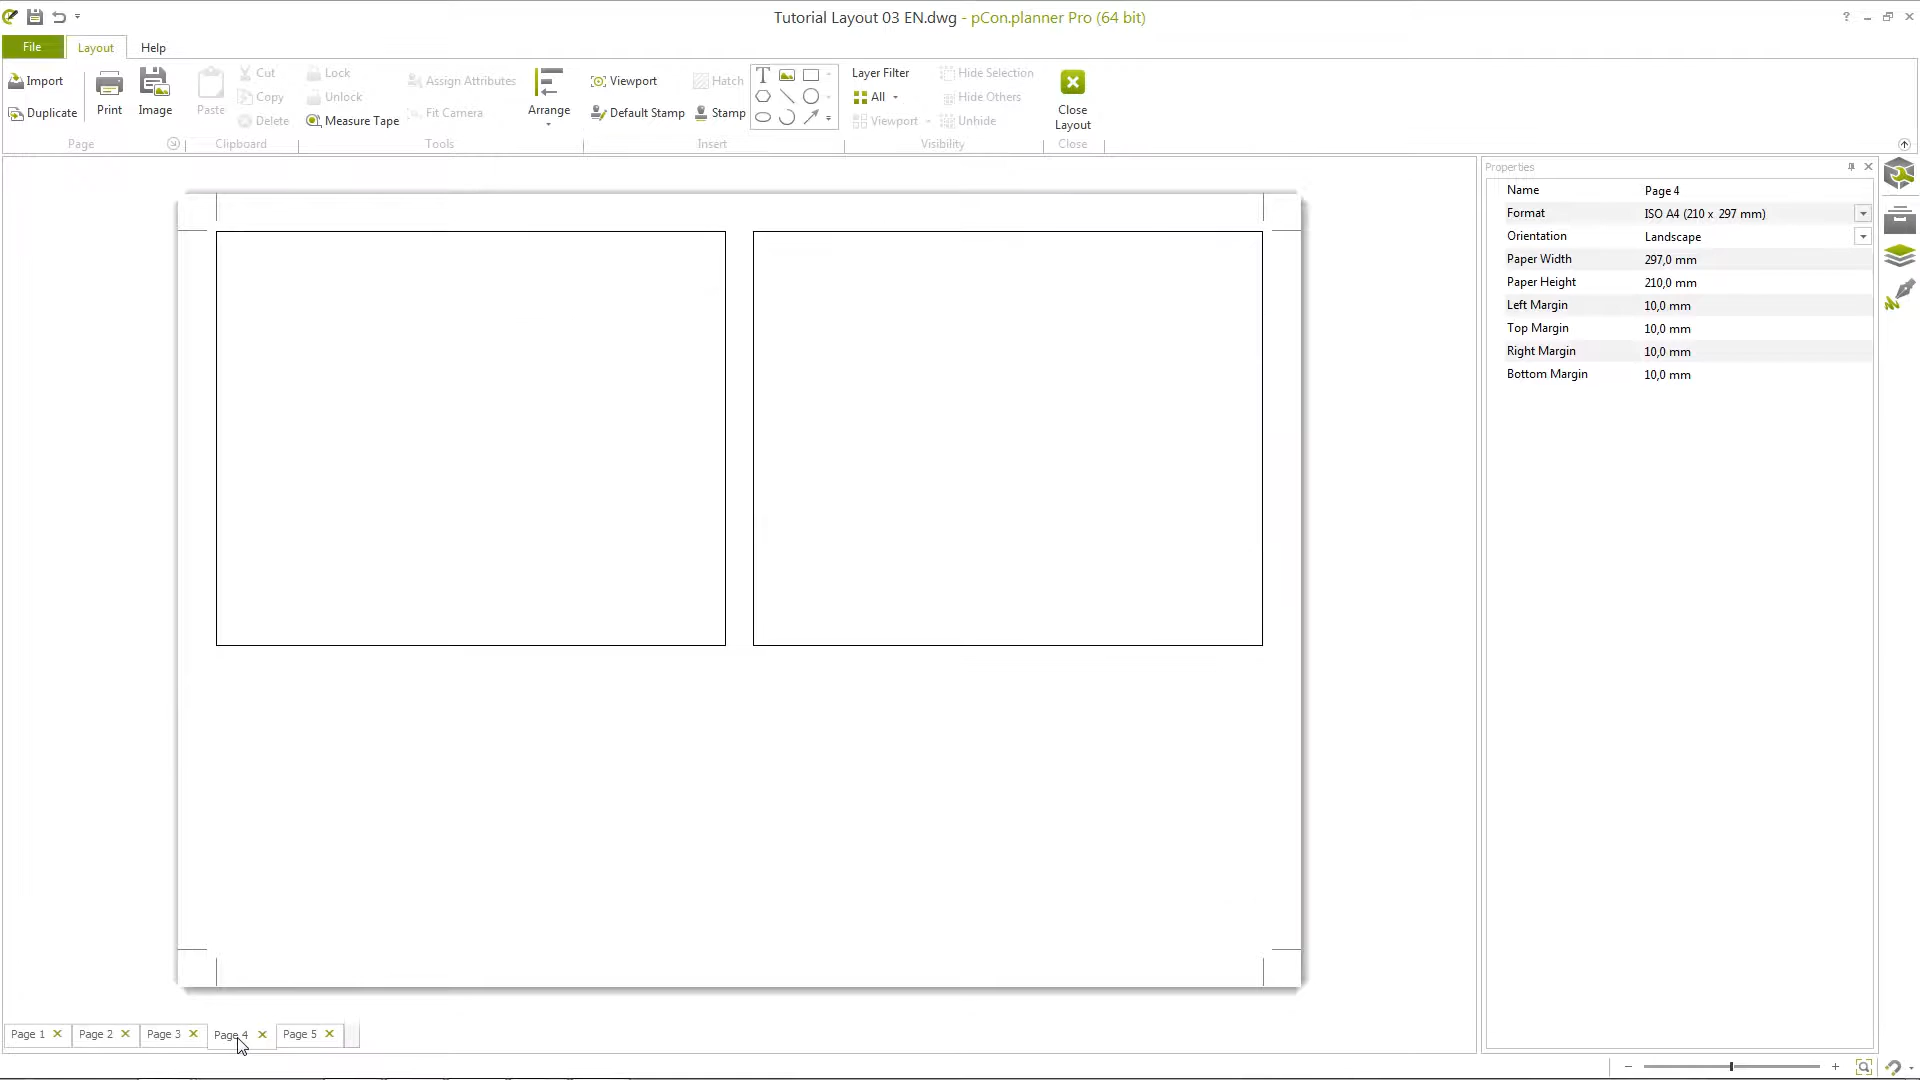 Tutorial Layout 03 EN.dwg - pCon.planner Pro (64 bit)
File Layout Help
Import Duplicate
Print
Image
Page
Paste
Cut
Copy
Delete
Clipboard
Lock
Unlock
Measure Tape
Assign Attributes
Fit Camera
Tools
Arrange
Viewport
Default Stamp
Hatch
Stamp
Insert
Layer Filter
All
Viewport
Hide Selection
Hide Others
Unhide
Visibility
Close Layout
Close
Properties
Name Page 4
Format ISO A4 (210 x 297 mm)
Orientation Landscape
Paper Width 297,0 mm
Paper Height 210,0 mm
Left Margin 10,0 mm
Top Margin 10,0 mm
Right Margin 10,0 mm
Bottom Margin 10,0 mm
Page 1 Page 2 Page 3 Page 4 Page 5